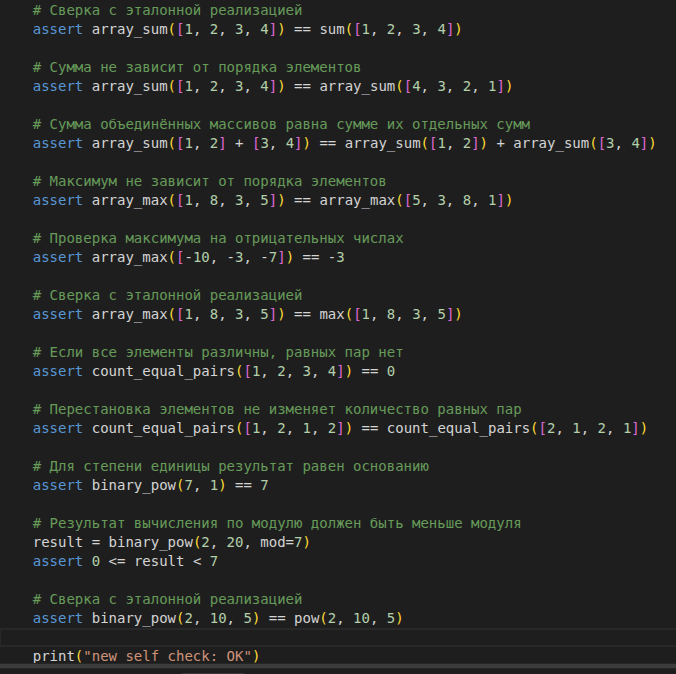 # Сверка с эталонной реализацией
assert array_sum([1, 2, 3, 4]) == sum([1, 2, 3, 4])
# Сумма не зависит от порядка элементов
assert array_sum([1, 2, 3, 4]) == array_sum([4, 3, 2, 1])
# Сумма объединённых массивов равна сумме их отдельных сумм
assert array_sum([1, 2] + [3, 4]) == array_sum([1, 2]) + array_sum([3, 4])
# Максимум не зависит от порядка элементов
assert array_max([1, 8, 3, 5]) == array_max([5, 3, 8, 1])
# Проверка максимума на отрицательных числах
assert array_max([-10, -3, -7]) == -3
# Сверка с эталонной реализацией
assert array_max([1, 8, 3, 5]) == max([1, 8, 3, 5])
# Если все элементы различны, равных пар нет
assert count_equal_pairs([1, 2, 3, 4]) == 0
# Перестановка элементов не изменяет количество равных пар
assert count_equal_pairs([1, 2, 1, 2]) == count_equal_pairs([2, 1, 2, 1])
# Для степени единицы результат равен основанию
assert binary_pow(7, 1) == 7
# Результат вычисления по модулю должен быть меньше модуля
result = binary_pow(2, 20, mod=7)
assert 0 <= result < 7
# Сверка с эталонной реализацией
assert binary_pow(2, 10, 5) == pow(2, 10, 5)
print("new self check: OK")